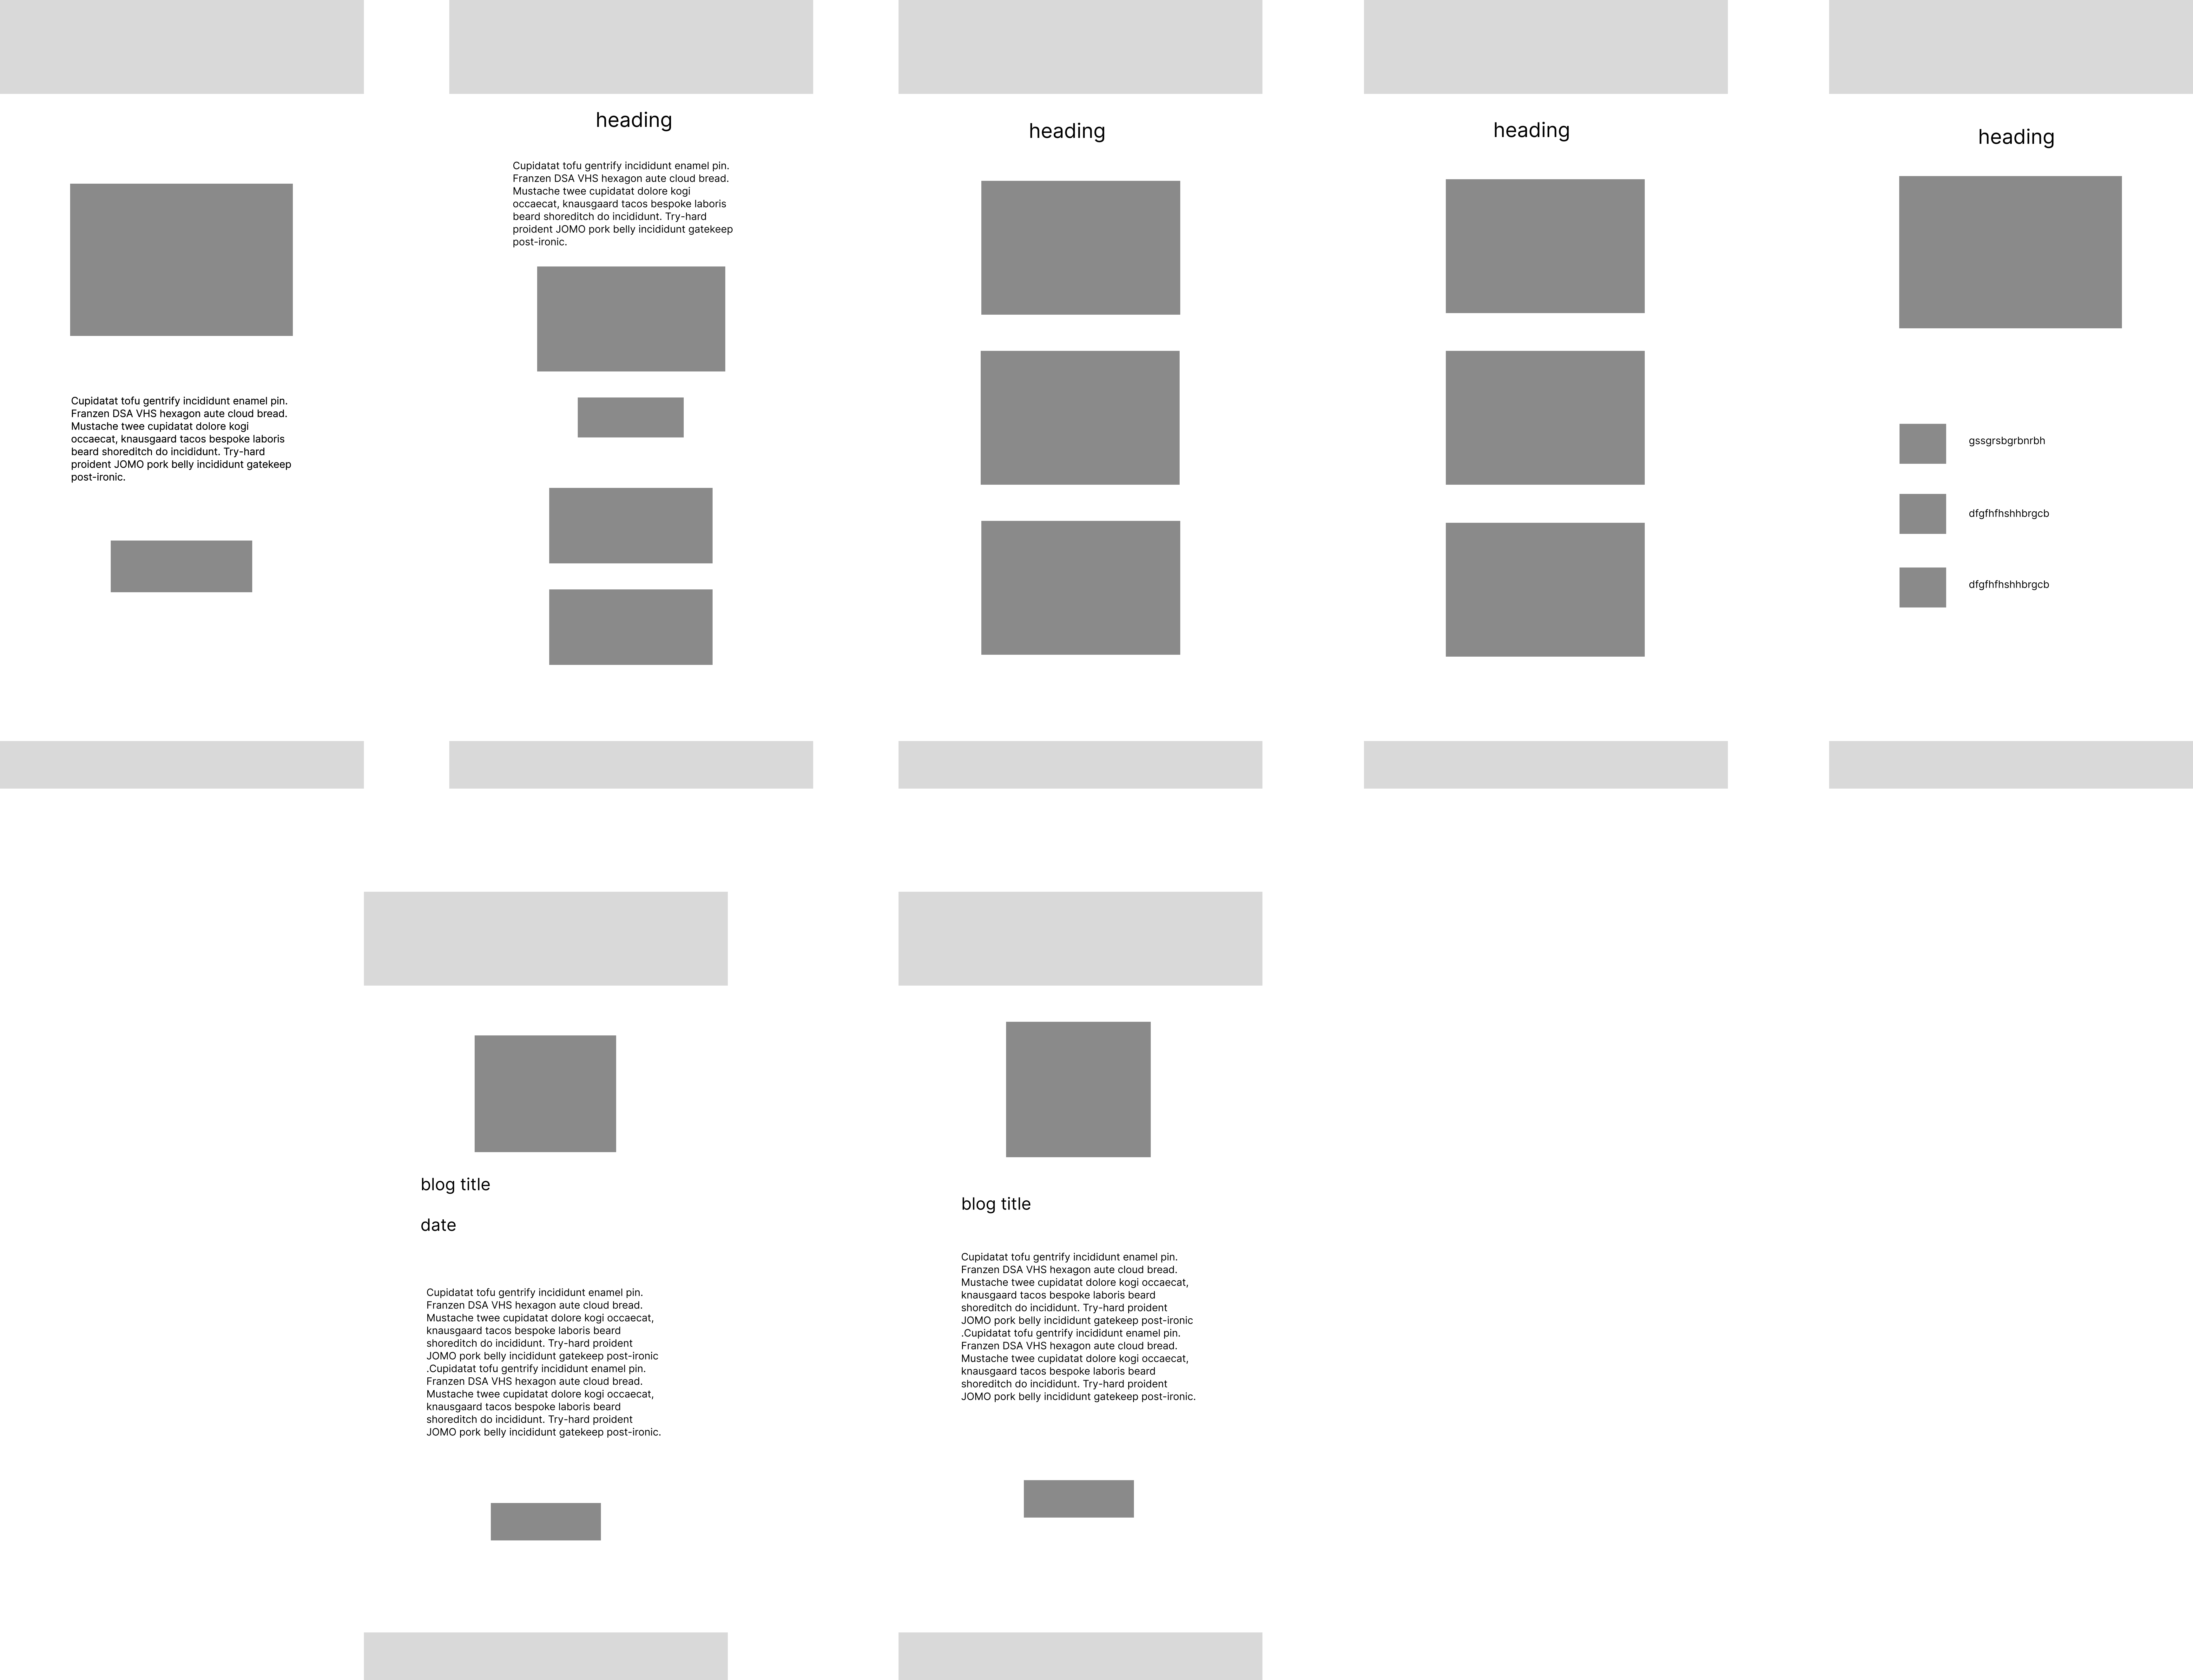 Cupidatat tofu gentrify incididunt enamel pin.
Franzen DSA VHS hexagon aute cloud bread.
Mustache twee cupidatat dolore kogi
occaecat, knausgaard tacos bespoke laboris
beard shoreditch do incididunt. Try-hard
proident JOMO pork belly incididunt gatekeep
post-ironic.
heading
Cupidatat tofu gentrify incididunt enamel pin.
Franzen DSA VHS hexagon aute cloud bread.
Mustache twee cupidatat dolore kogi
occaecat, knausgaard tacos bespoke laboris
beard shoreditch do incididunt. Try-hard
proident JOMO pork belly incididunt gatekeep
post-ironic.
heading
heading
heading
gssgrsbgrbnrbh
dfgfhfhshhbrgcb
dfgfhfhshhbrgcb
blog title
date
Cupidatat tofu gentrify incididunt enamel pin.
Franzen DSA VHS hexagon aute cloud bread.
Mustache twee cupidatat dolore kogi occaecat,
knausgaard tacos bespoke laboris beard
shoreditch do incididunt. Try-hard proident
JOMO pork belly incididunt gatekeep post-ironic
.Cupidatat tofu gentrify incididunt enamel pin.
Franzen DSA VHS hexagon aute cloud bread.
Mustache twee cupidatat dolore kogi occaecat,
knausgaard tacos bespoke laboris beard
shoreditch do incididunt. Try-hard proident
JOMO pork belly incididunt gatekeep post-ironic.
blog title
Cupidatat tofu gentrify incididunt enamel pin.
Franzen DSA VHS hexagon aute cloud bread.
Mustache twee cupidatat dolore kogi occaecat,
knausgaard tacos bespoke laboris beard
shoreditch do incididunt. Try-hard proident
JOMO pork belly incididunt gatekeep post-ironic
.Cupidatat tofu gentrify incididunt enamel pin.
Franzen DSA VHS hexagon aute cloud bread.
Mustache twee cupidatat dolore kogi occaecat,
knausgaard tacos bespoke laboris beard
shoreditch do incididunt. Try-hard proident
JOMO pork belly incididunt gatekeep post-ironic.